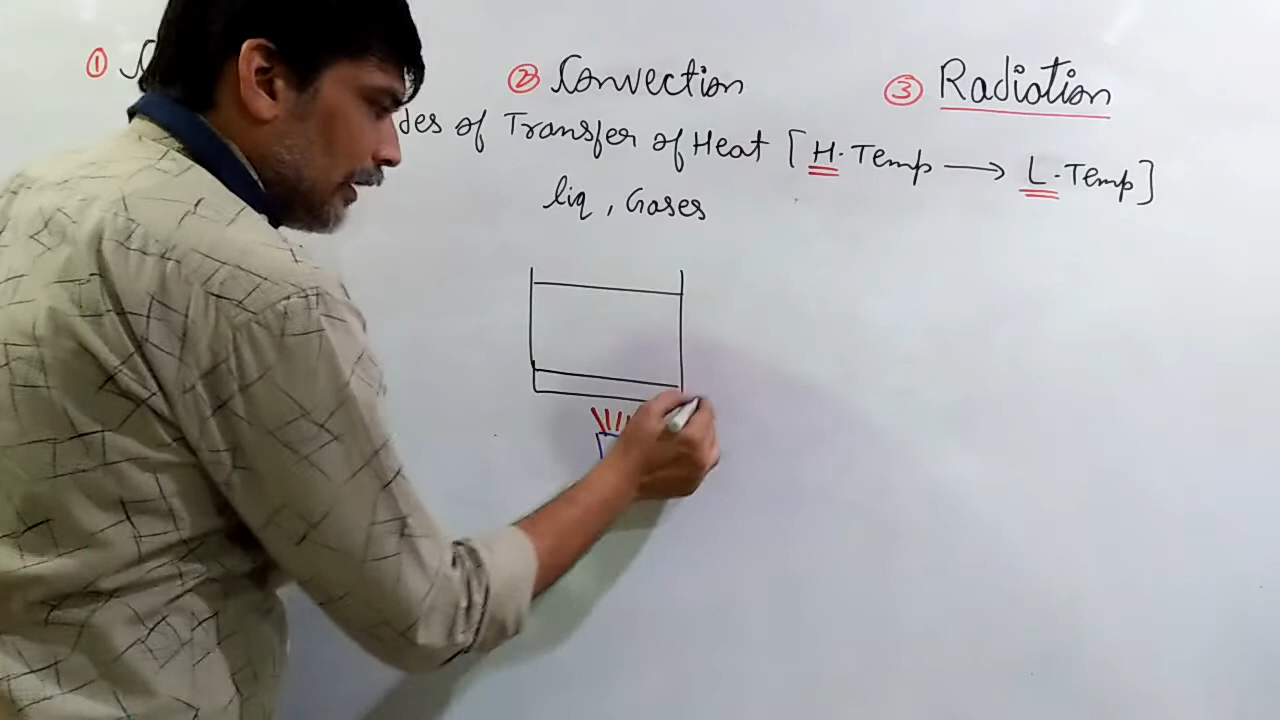 ① ② Convection ③ Radiation
des of Transfer of Heat [H. Temp → L. Temp]
liq, Gases